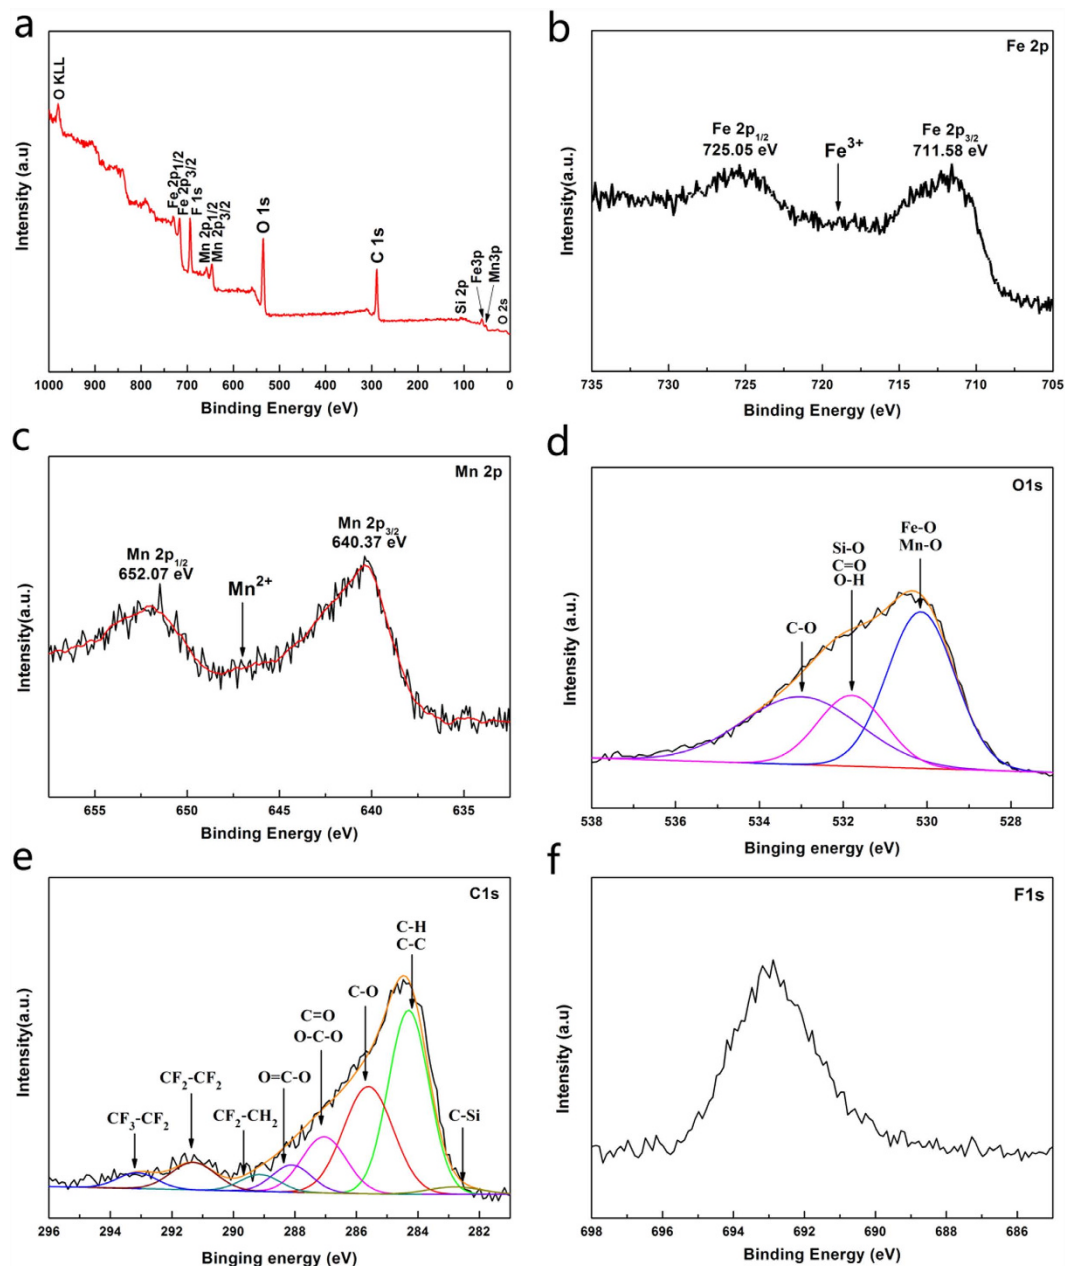 a
O KLL
Fe 2p1/2
Fe 2p3/2
F 1s
Mn 2p1/2
Mn 2p3/2
O 1s
C 1s
Si 2p
Fe3p
Mn3p
O 2s
Intensity (a.u)
1000 900 800 700 600 500 400 300 200 100 0
Binding Energy (eV)
b
Fe 2p
Fe 2p1/2
725.05 eV
Fe3+
Fe 2p3/2
711.58 eV
Intensity(a.u.)
735 730 725 720 715 710 705
Binding Energy (eV)
c
Mn 2p
Mn 2p1/2
652.07 eV
Mn2+
Mn 2p3/2
640.37 eV
Intensity(a.u.)
655 650 645 640 635
Binding Energy (eV)
d
O1s
C-O
Si-O
C=O
O-H
Fe-O
Mn-O
Intensity (a.u.)
538 536 534 532 530 528
Binging energy (eV)
e
C1s
CF3-CF2
CF2-CF2
CF2-CH2
O=C-O
C=O
O-C-O
C-O
C-H
C-C
C-Si
Intensity(a.u.)
296 294 292 290 288 286 284 282
Binging energy (eV)
f
F1s
Intensity (a.u)
698 696 694 692 690 688 686
Binding Energy (eV)